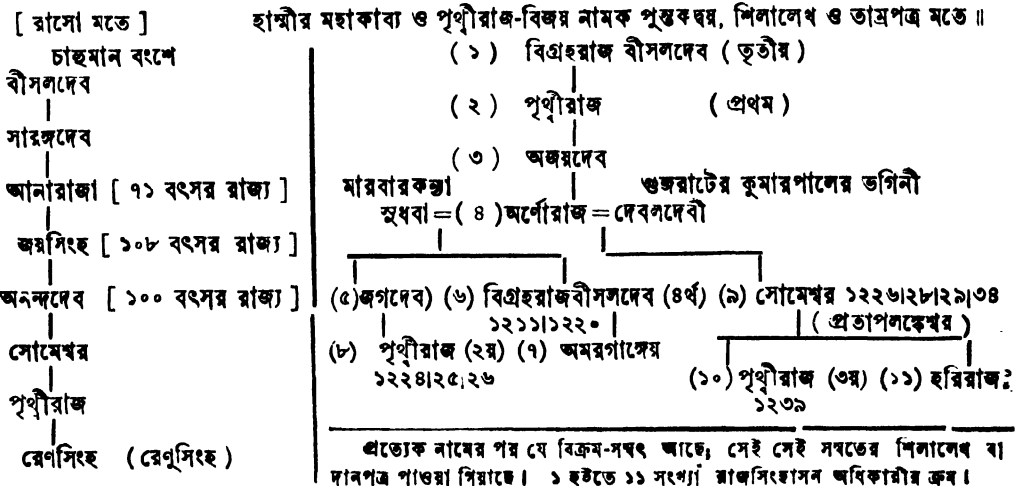 [ রাসো মতে ]
চাহুমান বংশে
বীসলদেব
সারঙ্গদেব
আনারাজা [ ৭১ বৎসর রাজ্য ]
জয়সিংহ [ ১০৮ বৎসর রাজ্য ]
অনন্দদেব [ ১০০ বৎসর রাজ্য ]
সোমেশ্বর
পৃথ্বীরাজ
রেণসিংহ ( রেণুসিংহ )
হাম্মীর মহাকাব্য ও পৃথ্বীরাজ-বিজয় নামক পুস্তকদ্বয়, শিলালেখ ও তাম্রপত্র মতে ॥
( ১ ) বিগ্রহরাজ বীসলদেব ( তৃতীয় )
( ২ ) পৃথ্বীরাজ ( প্রথম )
( ৩ ) অজয়দেব
মারবারকন্যা গুজরাটের কুমারপালের ভগিনী
সুধবা = ( ৪ ) অর্ণোরাজ = দেবলদেবী
(৫)জগদেব) (৬) বিগ্রহরাজবীসলদেব (৪র্থ) (৯) সোমেশ্বর ১২২৬।২৮।২৯।৩৪
১২১১।১২২০ ( প্রতাপলঙ্কেশ্বর )
(৮) পৃথ্বীরাজ (২য়) (৭) অমরগাঙ্গেয়
১২২৪।২৫।২৬
(১০) পৃথ্বীরাজ (৩য়) (১১) হরিরাজ:
১২৩৯
প্রত্যেক নামের পর যে বিক্রম-সম্বৎ আছে, সেই সেই সম্বতের শিলালেখ বা
দানপত্র পাওয়া গিয়াছে। ১ হইতে ১১ সংখ্যা রাজসিংহাসন অধিকারীর ক্রম।